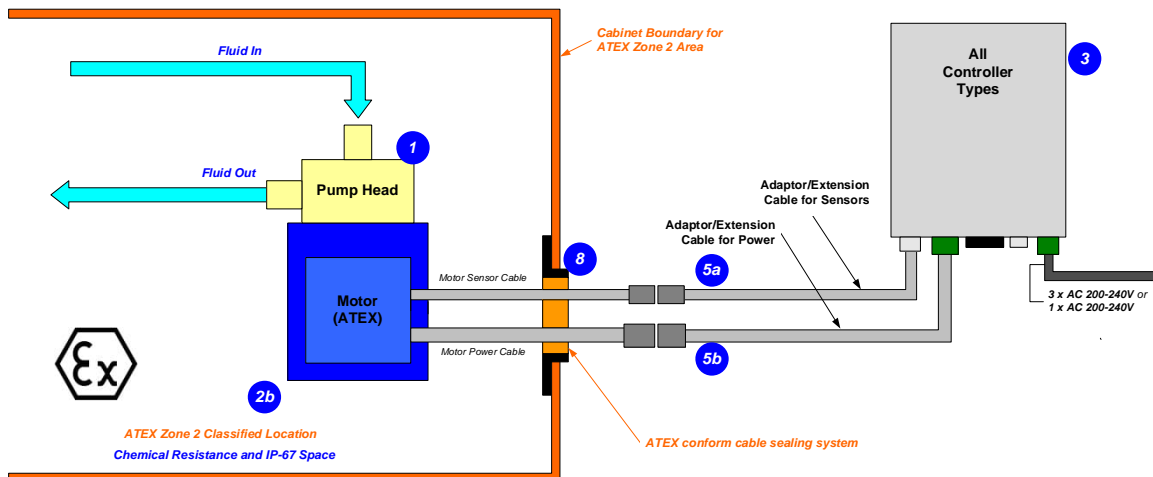 Cabinet Boundary for
ATEX Zone 2 Area
Fluid In
All
Controller
Types
3
1
Fluid Out
Pump Head
Adaptor/Extension
Cable for Sensors
Adaptor/Extension
Cable for Power
8
5a
Motor Sensor Cable
Motor
(ATEX)
3 x AC 200-240V or
1 x AC 200-240V
Motor Power Cable
5b
Ex
2b
ATEX Zone 2 Classified Location
ATEX conform cable sealing system
Chemical Resistance and IP-67 Space